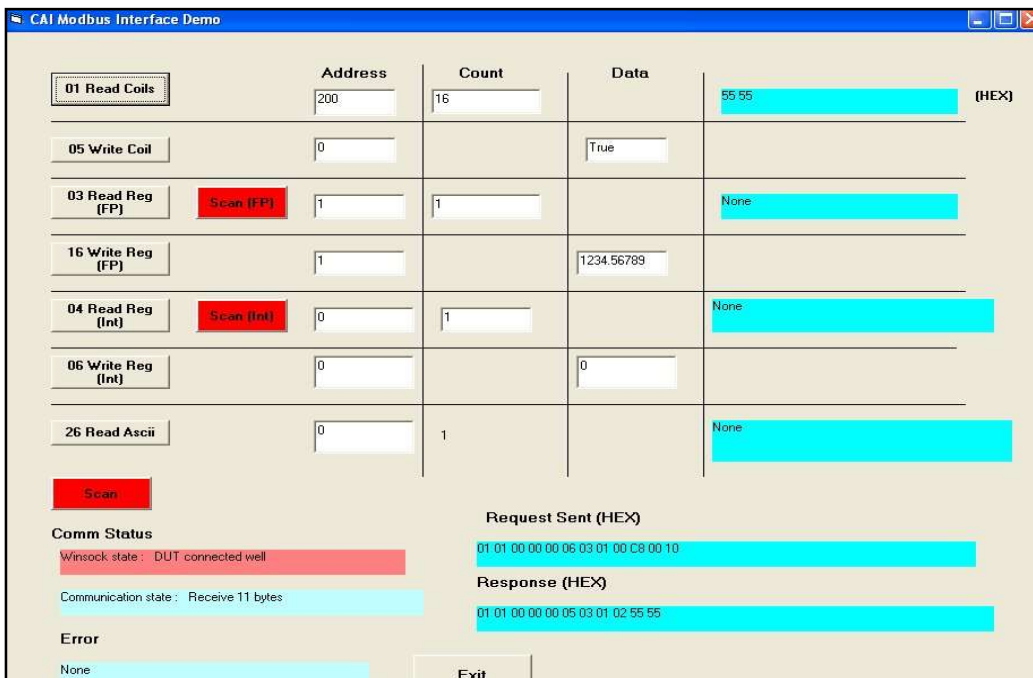 CAI Modbus Interface Demo
Address Count Data
01 Read Coils 200 16 55 55 (HEX)
05 Write Coil 0 True
03 Read Reg
(FP) Scan (FP) 1 1 None
16 Write Reg
(FP) 1 1234.56789
04 Read Reg
(Int) Scan (Int) 0 1 None
06 Write Reg
(Int) 0 0
26 Read Ascii 0 1 None
Scan
Request Sent (HEX)
Comm Status
Winsock state : DUT connected well
01 01 00 00 00 06 03 01 00 C8 00 10
Response (HEX)
Communication state : Receive 11 bytes
01 01 00 00 00 05 03 01 02 55 55
Error
None
Exit